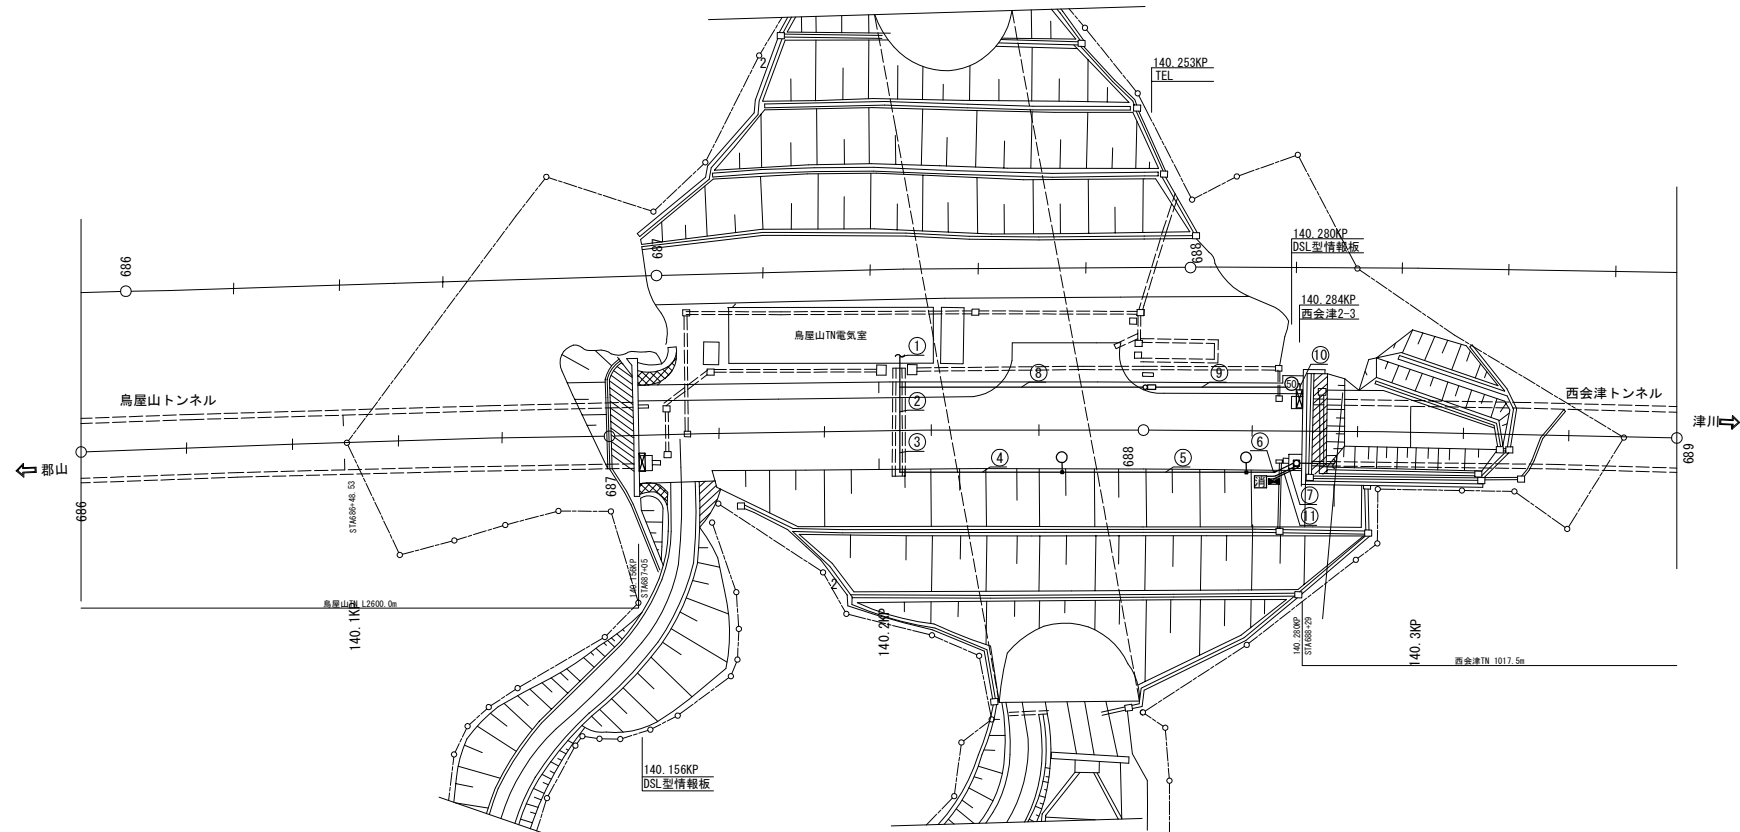 140.253KP
TEL
2
687
688
686
140.280KP
DSL型情報板
140.284KP
西会津2-3
鳥屋山TN電気室
①
⑧
⑨
50
⑩
鳥屋山トンネル
西会津トンネル
②
③
津川
郡山
④
⑤
⑥
688
689
消
⑦
⑪
687
686
STA686+48.53
140.156KP
STA687+05
鳥屋山TN L2600.0m
140.1KP
2
140.2KP
140.280KP
STA688+29
140.3KP
西会津TN 1017.5m
140.156KP
DSL型情報板